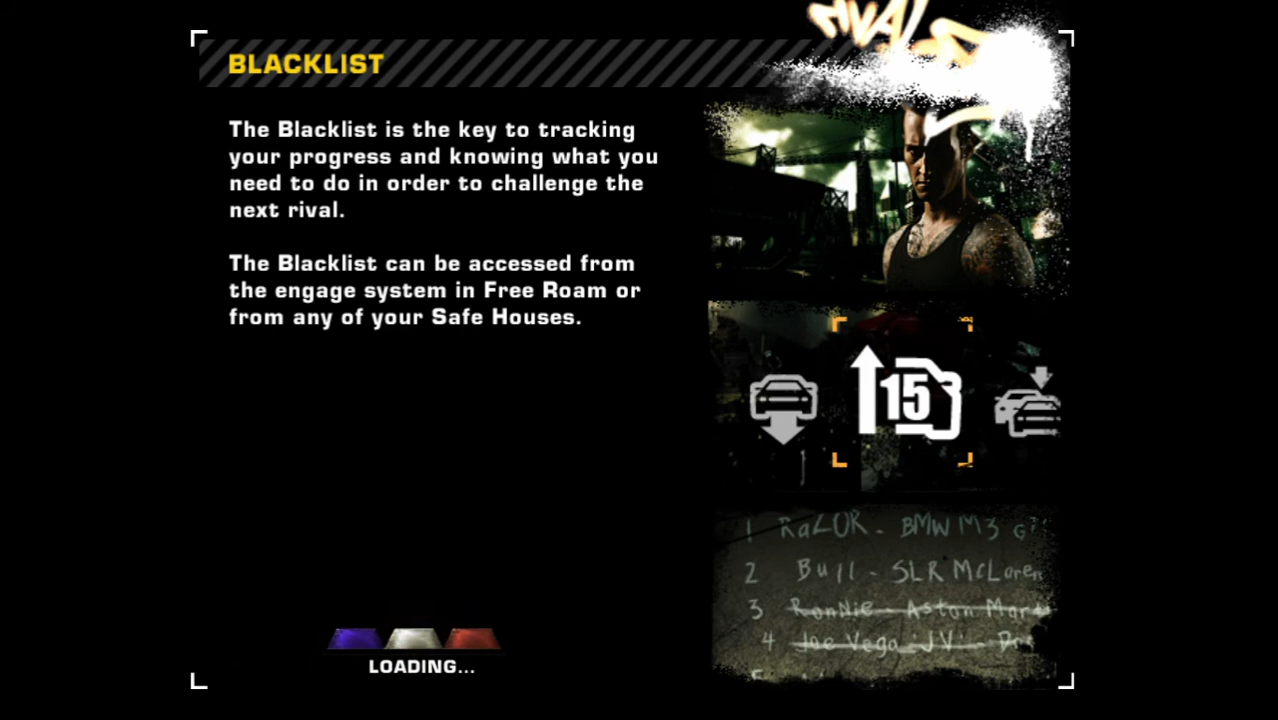 RIVALS
BLACKLIST
The Blacklist is the key to tracking
your progress and knowing what you
need to do in order to challenge the
next rival.
The Blacklist can be accessed from
the engage system in Free Roam or
from any of your Safe Houses.
15
1 RaZOR - BMW M3
2 Bull - SLR McLaren
3 RonNie - Aston
4 Joe Vega 'JV' -
LOADING...